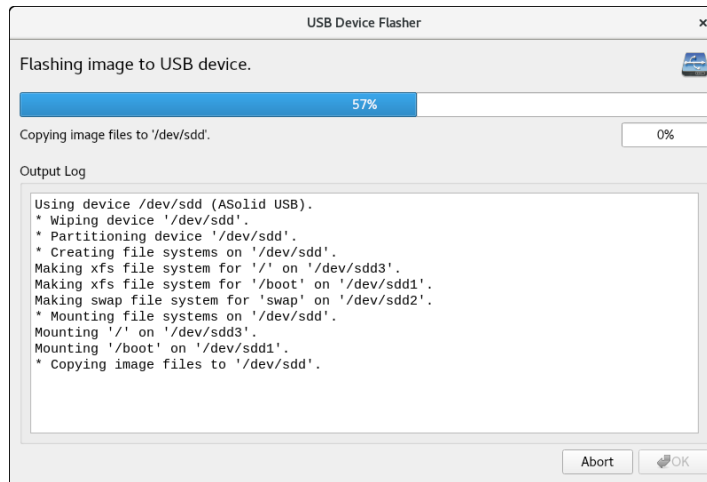 USB Device Flasher
Flashing image to USB device.
57%
Copying image files to '/dev/sdd'.
0%
Output Log
Using device /dev/sdd (ASolid USB).
* Wiping device '/dev/sdd'.
* Partitioning device '/dev/sdd'.
* Creating file systems on '/dev/sdd'.
Making xfs file system for '/' on '/dev/sdd3'.
Making xfs file system for '/boot' on '/dev/sdd1'.
Making swap file system for 'swap' on '/dev/sdd2'.
* Mounting file systems on '/dev/sdd'.
Mounting '/' on '/dev/sdd3'.
Mounting '/boot' on '/dev/sdd1'.
* Copying image files to '/dev/sdd'.
Abort
OK